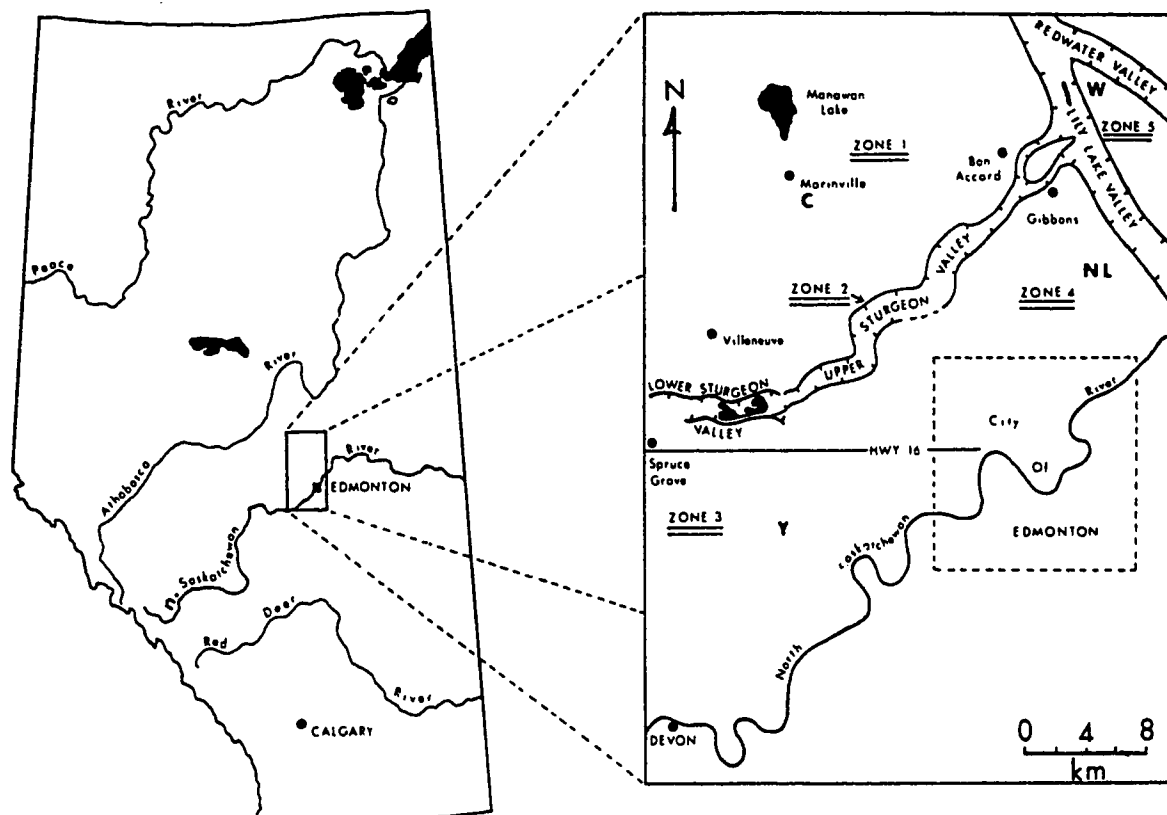 River
Peace
River
Athabasca
River
EDMONTON
N. Saskatchewan
Red Deer River
CALGARY
N
Manawan
Lake
ZONE 1
Marinville
C
Bon
Accord
REDWATER VALLEY
W
ZONE 5
LILY LAKE VALLEY
Gibbons
NL
ZONE 4
ZONE 2
UPPER STURGEON VALLEY
Villeneuve
LOWER STURGEON
VALLEY
HWY 16
Spruce
Grove
ZONE 3
Y
City
Of
EDMONTON
North Saskatchewan River
DEVON
0 4 8
km